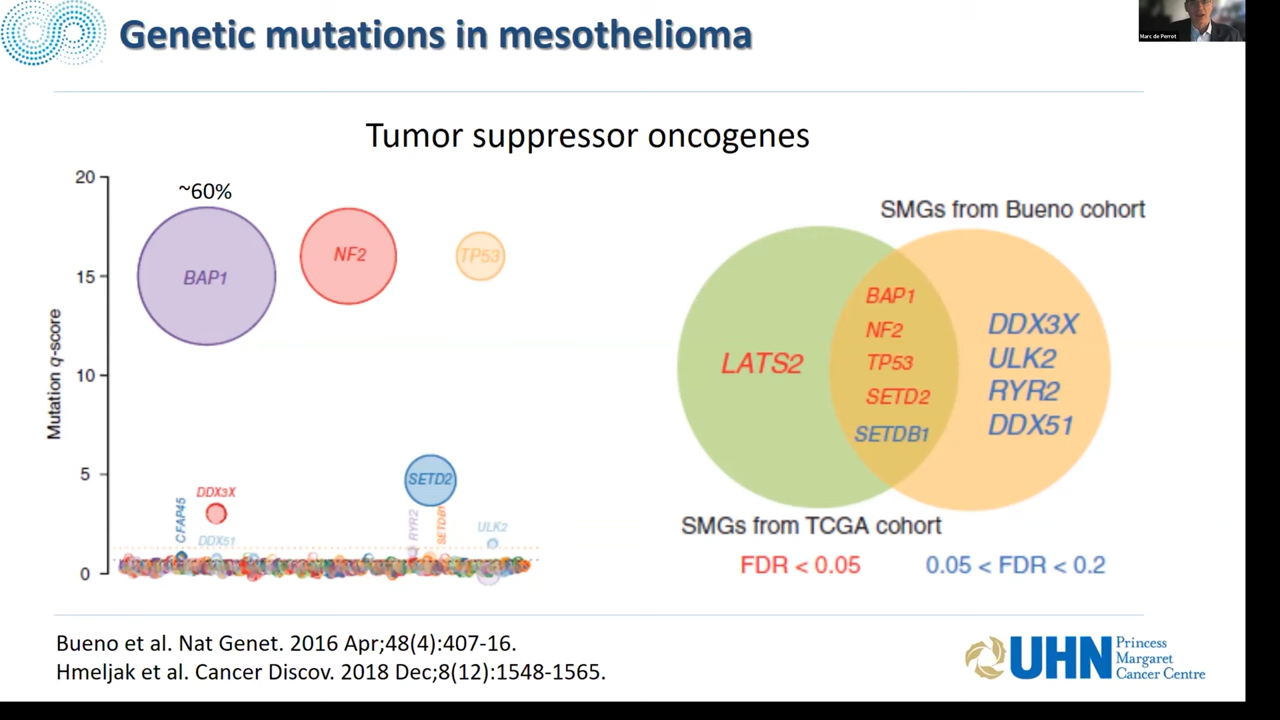 Genetic mutations in mesothelioma
Marc de Perrot
Tumor suppressor oncogenes
20
15
10
5
0
Mutation q-score
~60%
BAP1
NF2
TP53
SETD2
DDX3X
CFAP45
DDX51
RYR2
SETDB1
ULK2
SMGs from Bueno cohort
LATS2
BAP1
NF2
TP53
SETD2
SETDB1
DDX3X
ULK2
RYR2
DDX51
SMGs from TCGA cohort
FDR < 0.05
0.05 < FDR < 0.2
Bueno et al. Nat Genet. 2016 Apr;48(4):407-16.
Hmeljak et al. Cancer Discov. 2018 Dec;8(12):1548-1565.
UHN
Princess
Margaret
Cancer Centre